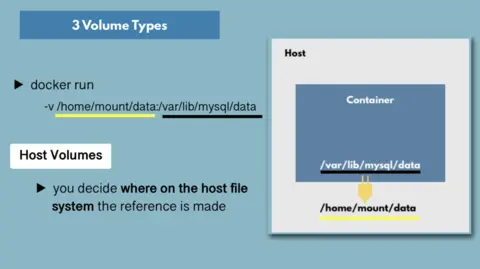 3 Volume Types
docker run
-v /home/mount/data:/var/lib/mysql/data
Host Volumes
you decide where on the host file
system the reference is made
Host
Container
/var/lib/mysql/data
/home/mount/data